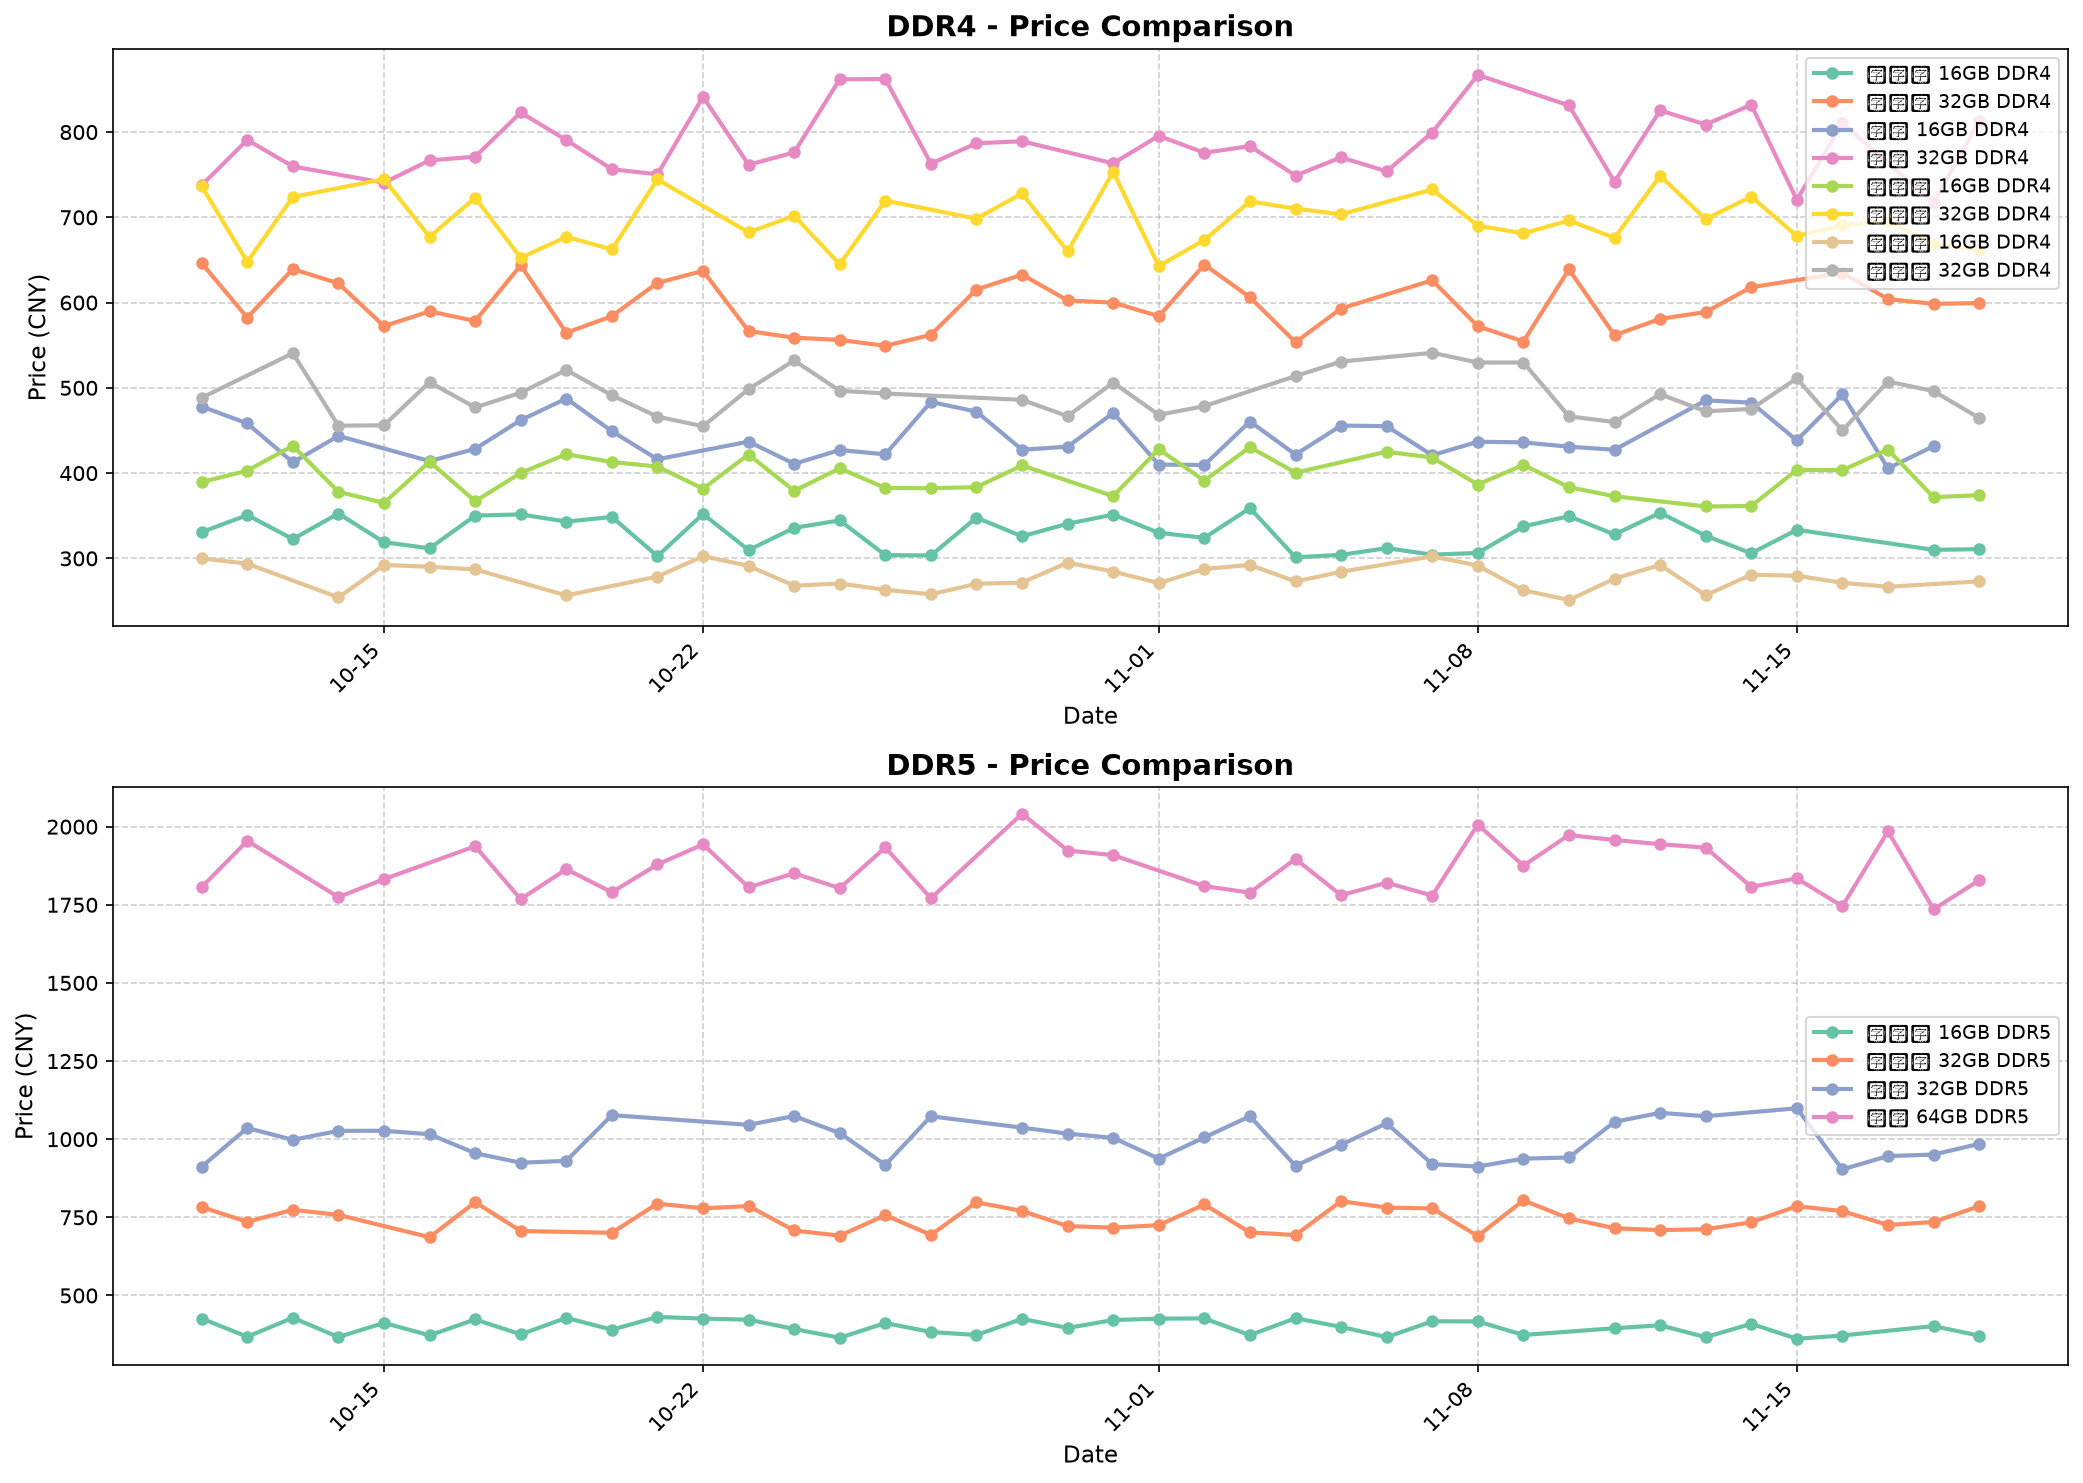 DDR4 - Price Comparison
Price (CNY)
800
700
600
500
400
300
16GB DDR4
32GB DDR4
16GB DDR4
32GB DDR4
16GB DDR4
32GB DDR4
16GB DDR4
32GB DDR4
10-15
10-22
11-01
11-08
11-15
Date
DDR5 - Price Comparison
Price (CNY)
2000
1750
1500
1250
1000
750
500
16GB DDR5
32GB DDR5
32GB DDR5
64GB DDR5
10-15
10-22
11-01
11-08
11-15
Date